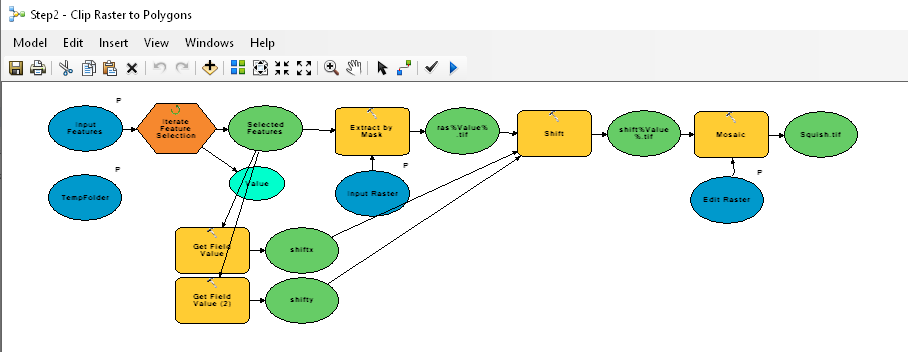 Step2 - Clip Raster to Polygons
Model Edit Insert View Windows Help
P
Input
Features
Iterate
Feature
Selection
Selected
Features
Extract by
Mask
ras%Value%
.tif
Shift
shift%Value
%.tif
Mosaic
Squish.tif
P
TempFolder
Value
P
Input Raster
P
Edit Raster
Get Field
Value
shiftx
Get Field
Value (2)
shifty